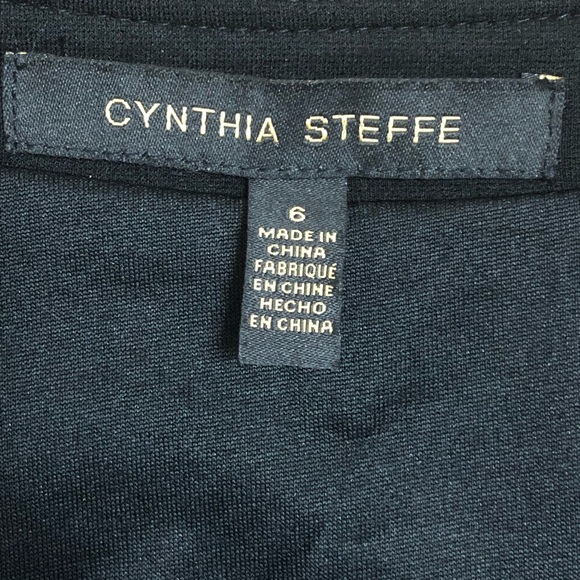 CYNTHIA STEFFE
6
MADE IN
CHINA
FABRIQUÉ
EN CHINE
HECHO
EN CHINA